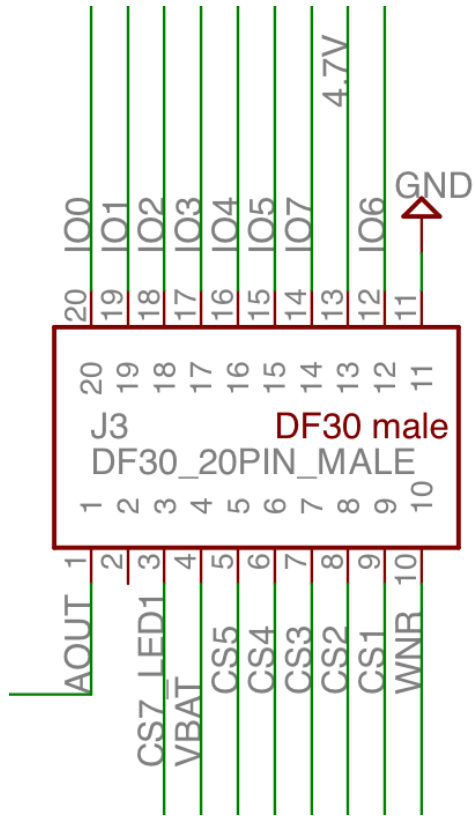 4.7V
IO0 IO1 IO2 IO3 IO4 IO5 IO7 IO6 GND
20 19 18 17 16 15 14 13 12 11
20 19 18 17 16 15 14 13 12 11
J3 DF30 male
DF30_20PIN_MALE
1 2 3 4 5 6 7 8 9 10
1 2 3 4 5 6 7 8 9 10
AOUT CS7_LED1 VBAT CS5 CS4 CS3 CS2 CS1 WNR